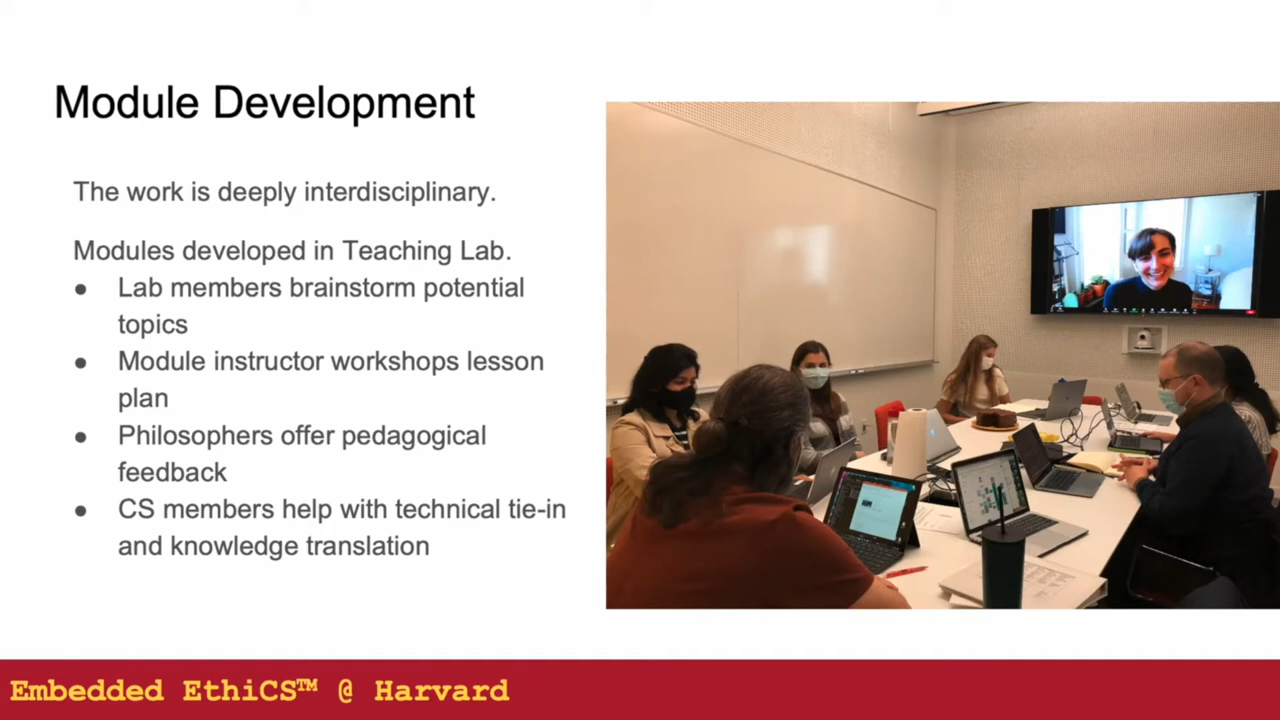 Module Development
The work is deeply interdisciplinary.
Modules developed in Teaching Lab.
● Lab members brainstorm potential
topics
● Module instructor workshops lesson
plan
● Philosophers offer pedagogical
feedback
● CS members help with technical tie-in
and knowledge translation
Embedded EthiCS™ @ Harvard